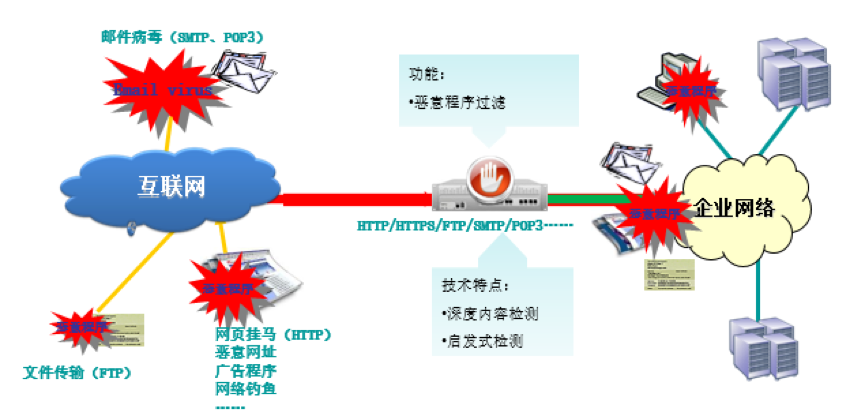 邮件病毒（SMTP、POP3）
Email virus
互联网
恶意程序
文件传输（FTP）
恶意程序
网页挂马（HTTP）
恶意网址
广告程序
网络钓鱼
……
功能：
•恶意程序过滤
HTTP/HTTPS/FTP/SMTP/POP3……
技术特点：
•深度内容检测
•启发式检测
恶意程序
恶意程序
企业网络